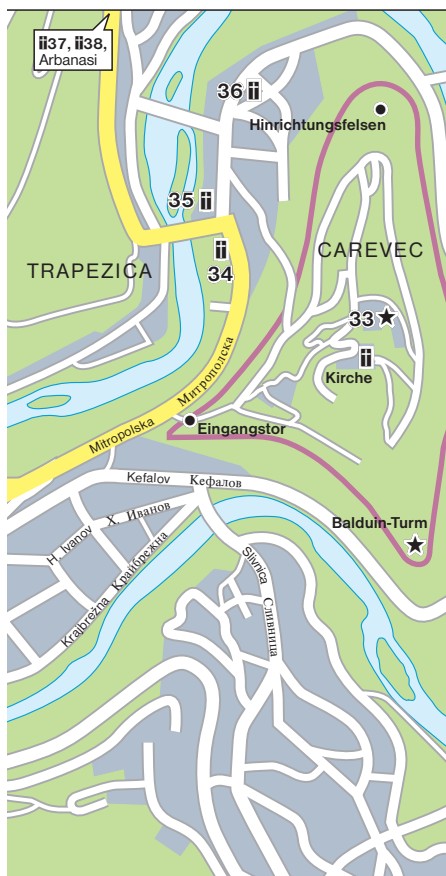 37, 38,
Arbanasi
36
Hinrichtungsfelsen
35
34
TRAPEZICA
CAREVEC
33
Kirche
Митрополска
Mitropolska
Eingangstor
Kefalov Кефалов
H. Ivanov Х. Иванов
Kraibrežna Крайбрежна
Slivnica Сливница
Balduin-Turm